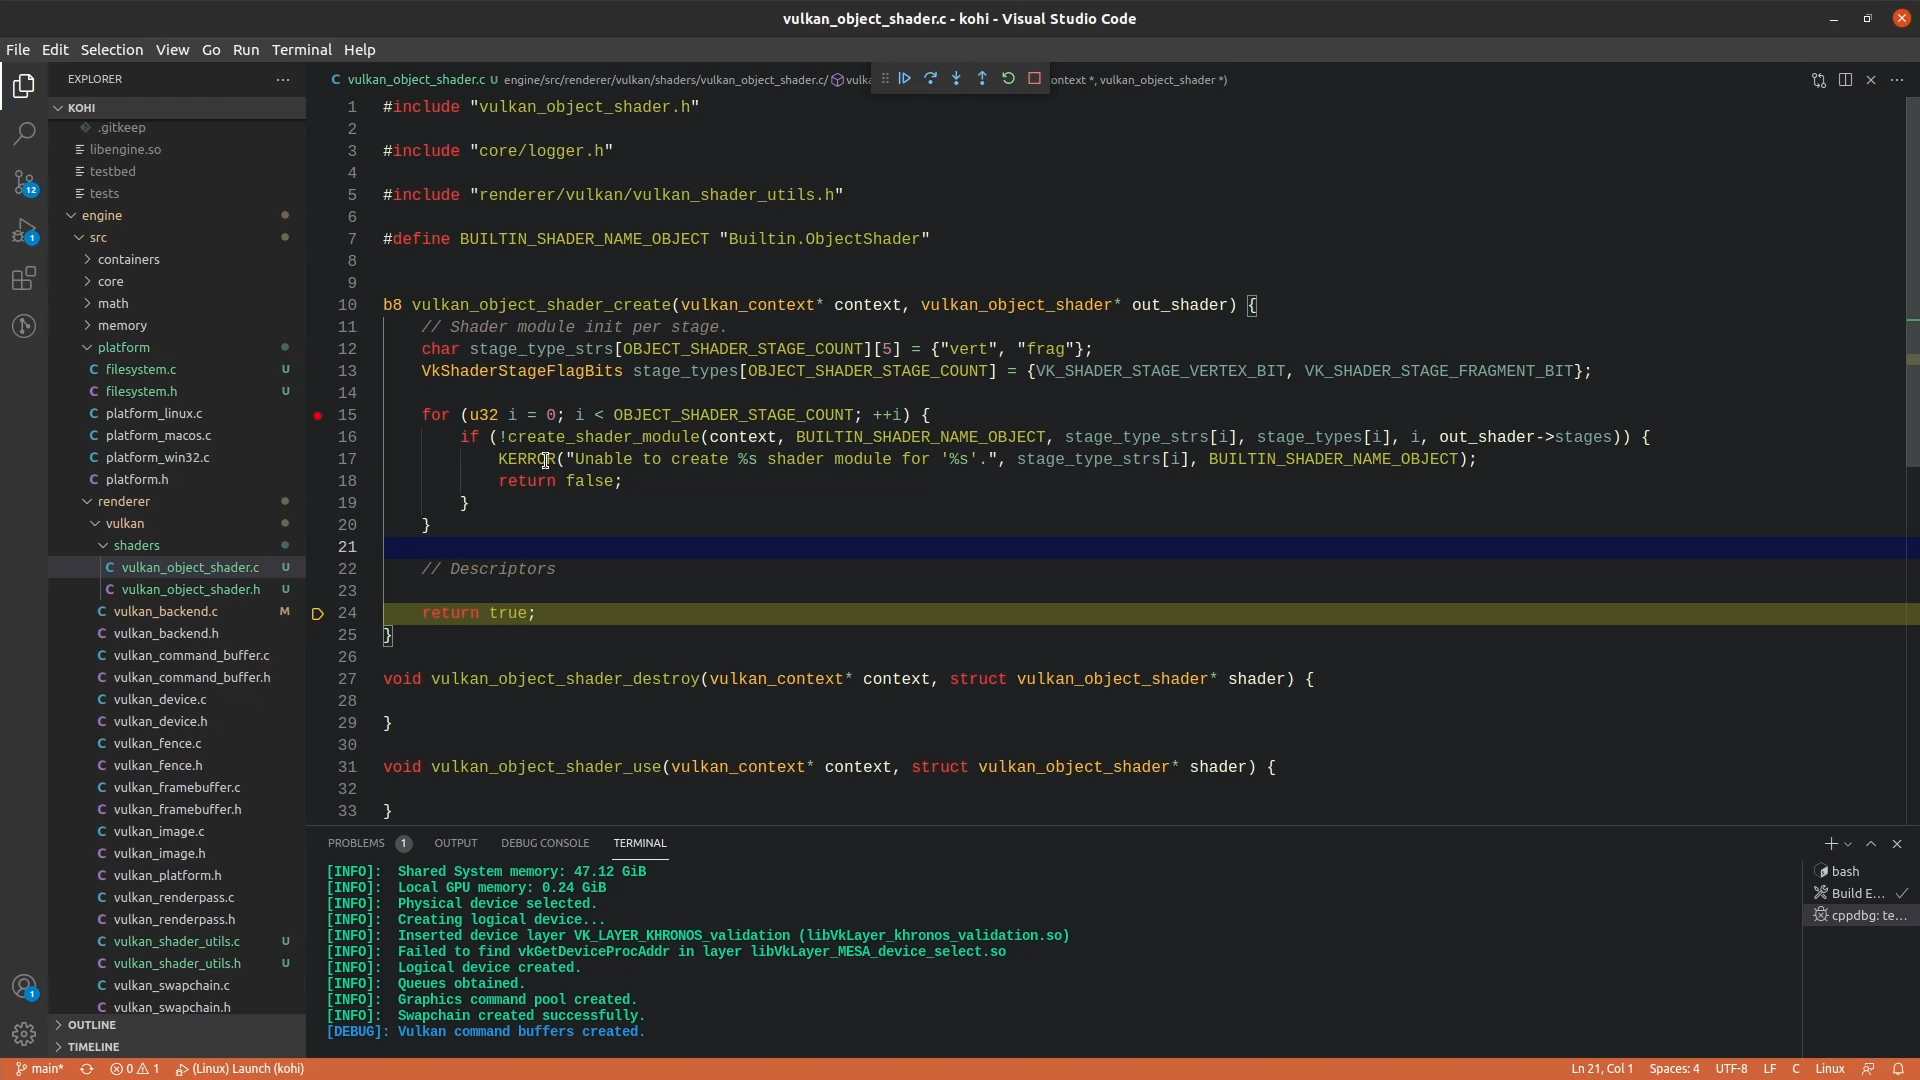 vulkan_object_shader.c - kohi - Visual Studio Code
File Edit Selection View Go Run Terminal Help
EXPLORER
KOHI
.gitkeep
libengine.so
testbed
tests
engine
src
containers
core
math
memory
platform
filesystem.c U
filesystem.h U
platform_linux.c
platform_macos.c
platform_win32.c
platform.h
renderer
vulkan
shaders
vulkan_object_shader.c U
vulkan_object_shader.h U
vulkan_backend.c M
vulkan_backend.h
vulkan_command_buffer.c
vulkan_command_buffer.h
vulkan_device.c
vulkan_device.h
vulkan_fence.c
vulkan_fence.h
vulkan_framebuffer.c
vulkan_framebuffer.h
vulkan_image.c
vulkan_image.h
vulkan_platform.h
vulkan_renderpass.c
vulkan_renderpass.h
vulkan_shader_utils.c U
vulkan_shader_utils.h U
vulkan_swapchain.c
vulkan_swapchain.h
OUTLINE
TIMELINE
12
1
1
C vulkan_object_shader.c U engine/src/renderer/vulkan/shaders/vulkan_object_shader.c/ vulka ontext *, vulkan_object_shader *)
1 #include "vulkan_object_shader.h"
2
3 #include "core/logger.h"
4
5 #include "renderer/vulkan/vulkan_shader_utils.h"
6
7 #define BUILTIN_SHADER_NAME_OBJECT "Builtin.ObjectShader"
8
9
10 b8 vulkan_object_shader_create(vulkan_context* context, vulkan_object_shader* out_shader) {
11 // Shader module init per stage.
12 char stage_type_strs[OBJECT_SHADER_STAGE_COUNT][5] = {"vert", "frag"};
13 VkShaderStageFlagBits stage_types[OBJECT_SHADER_STAGE_COUNT] = {VK_SHADER_STAGE_VERTEX_BIT, VK_SHADER_STAGE_FRAGMENT_BIT};
14
15 for (u32 i = 0; i < OBJECT_SHADER_STAGE_COUNT; ++i) {
16 if (!create_shader_module(context, BUILTIN_SHADER_NAME_OBJECT, stage_type_strs[i], stage_types[i], i, out_shader->stages)) {
17 KERROR("Unable to create %s shader module for '%s'.", stage_type_strs[i], BUILTIN_SHADER_NAME_OBJECT);
18 return false;
19 }
20 }
21
22 // Descriptors
23
24 return true;
25 }
26
27 void vulkan_object_shader_destroy(vulkan_context* context, struct vulkan_object_shader* shader) {
28
29 }
30
31 void vulkan_object_shader_use(vulkan_context* context, struct vulkan_object_shader* shader) {
32
33 }
PROBLEMS 1 OUTPUT DEBUG CONSOLE TERMINAL
[INFO]: Shared System memory: 47.12 GiB
[INFO]: Local GPU memory: 0.24 GiB
[INFO]: Physical device selected.
[INFO]: Creating logical device...
[INFO]: Inserted device layer VK_LAYER_KHRONOS_validation (libVkLayer_khronos_validation.so)
[INFO]: Failed to find vkGetDeviceProcAddr in layer libVkLayer_MESA_device_select.so
[INFO]: Logical device created.
[INFO]: Queues obtained.
[INFO]: Graphics command pool created.
[INFO]: Swapchain created successfully.
[DEBUG]: Vulkan command buffers created.
bash
Build E...
cppdbg: te...
main* 0 1 (Linux) Launch (kohi) Ln 21, Col 1 Spaces: 4 UTF-8 LF C Linux